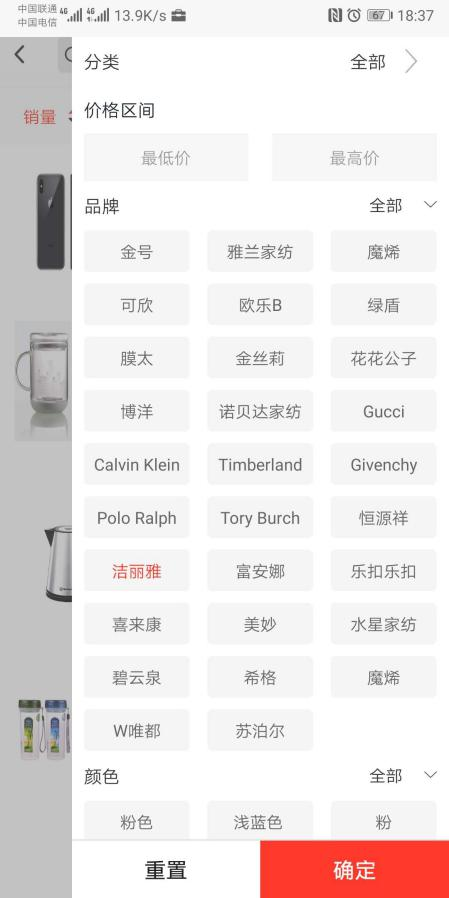 中国联通 4G 4G 13.9K/s 67 18:37
中国电信
分类 全部
销量
价格区间
最低价 最高价
品牌 全部
金号 雅兰家纺 魔烯
可欣 欧乐B 绿盾
膜太 金丝莉 花花公子
博洋 诺贝达家纺 Gucci
Calvin Klein Timberland Givenchy
Polo Ralph Tory Burch 恒源祥
洁丽雅 富安娜 乐扣乐扣
喜来康 美妙 水星家纺
碧云泉 希格 魔烯
W唯都 苏泊尔
颜色 全部
粉色 浅蓝色 粉
重置 确定